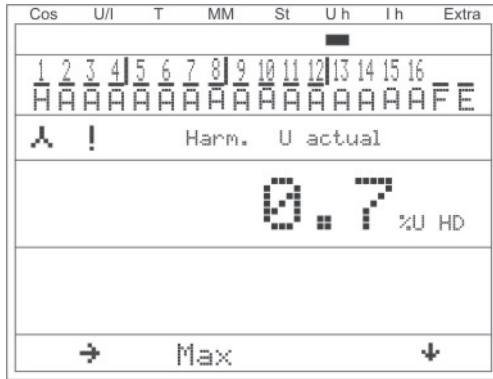 Cos U/I T MM St U h I h Extra
1 2 3 4 5 6 7 8 9 10 11 12 13 14 15 16
H A A A A A A A A A A A A A A A F E
! Harm. U actual
0.7 %U HD
→ Max ↓